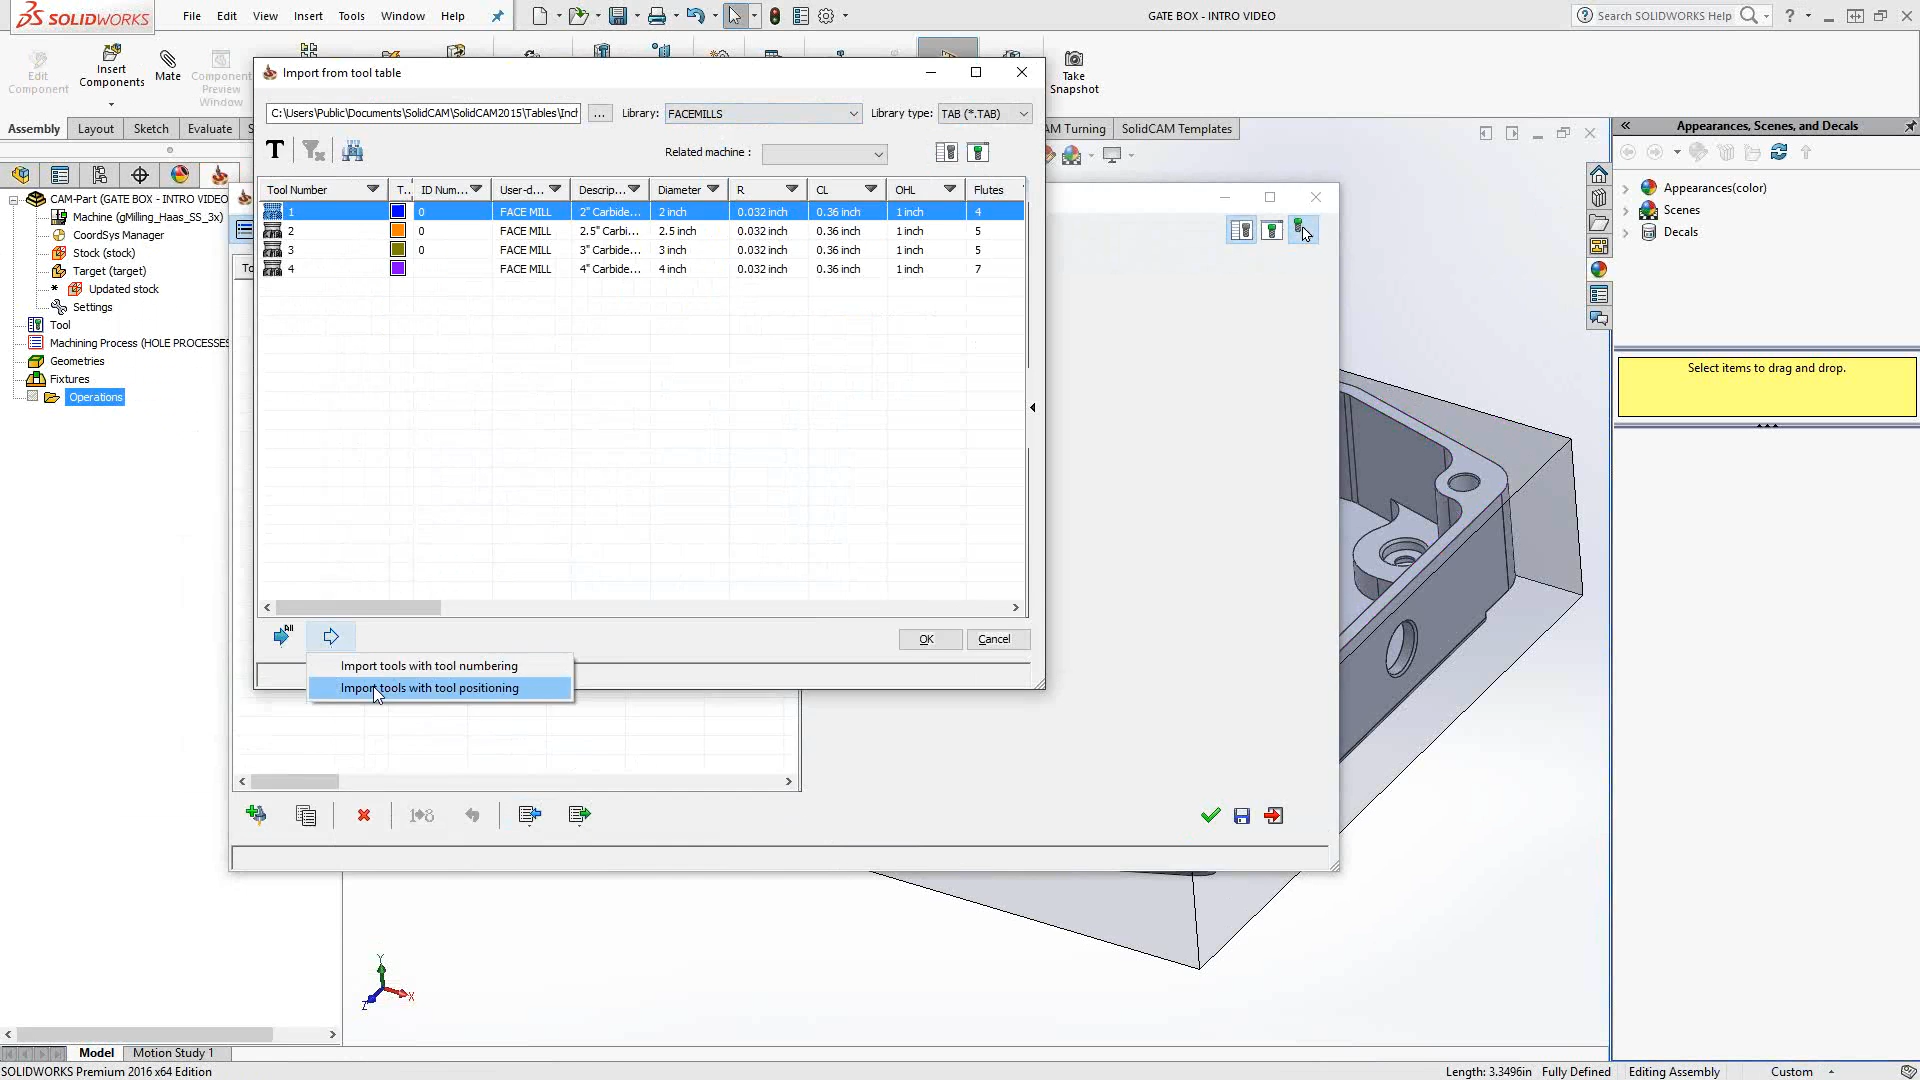 SOLIDWORKS
File Edit View Insert Tools Window Help
GATE BOX - INTRO VIDEO
Search SOLIDWORKS Help
Edit Component
Insert Components
Mate
Component Preview Window
Take Snapshot
Assembly Layout Sketch Evaluate
AM Turning SolidCAM Templates
Import from tool table
C:\Users\Public\Documents\SolidCAM\SolidCAM2015\Tables\Incl
...
Library: FACEMILLS
Library type: TAB (*.TAB)
Related machine :
Tool Number T.. ID Num... User-d... Descrip... Diameter R CL OHL Flutes
1 0 FACE MILL 2" Carbide... 2 inch 0.032 inch 0.36 inch 1 inch 4
2 0 FACE MILL 2.5" Carbi... 2.5 inch 0.032 inch 0.36 inch 1 inch 5
3 0 FACE MILL 3" Carbide... 3 inch 0.032 inch 0.36 inch 1 inch 5
4 FACE MILL 4" Carbide... 4 inch 0.032 inch 0.36 inch 1 inch 7
All
OK Cancel
Import tools with tool numbering
Import tools with tool positioning
CAM-Part (GATE BOX - INTRO VIDEO
Machine (gMilling_Haas_SS_3x)
CoordSys Manager
Stock (stock)
Target (target)
* Updated stock
Settings
Tool
Machining Process (HOLE PROCESSES
Geometries
Fixtures
Operations
To
Appearances, Scenes, and Decals
Appearances(color)
Scenes
Decals
Select items to drag and drop.
Y
X
Z
Model Motion Study 1
SOLIDWORKS Premium 2016 x64 Edition
Length: 3.3496in Fully Defined Editing Assembly Custom